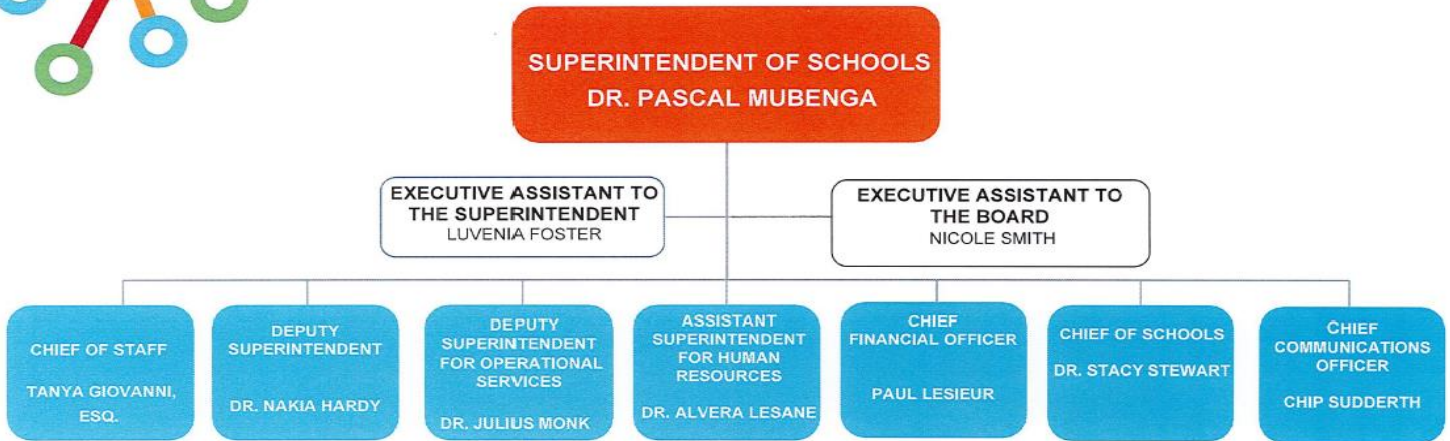 SUPERINTENDENT OF SCHOOLS
DR. PASCAL MUBENGA
EXECUTIVE ASSISTANT TO
THE SUPERINTENDENT
LUVENIA FOSTER
EXECUTIVE ASSISTANT TO
THE BOARD
NICOLE SMITH
CHIEF OF STAFF
TANYA GIOVANNI,
ESQ.
DEPUTY
SUPERINTENDENT
DR. NAKIA HARDY
DEPUTY
SUPERINTENDENT
FOR OPERATIONAL
SERVICES
DR. JULIUS MONK
ASSISTANT
SUPERINTENDENT
FOR HUMAN
RESOURCES
DR. ALVERA LESANE
CHIEF
FINANCIAL OFFICER
PAUL LESIEUR
CHIEF OF SCHOOLS
DR. STACY STEWART
CHIEF
COMMUNICATIONS
OFFICER
CHIP SUDDERTH